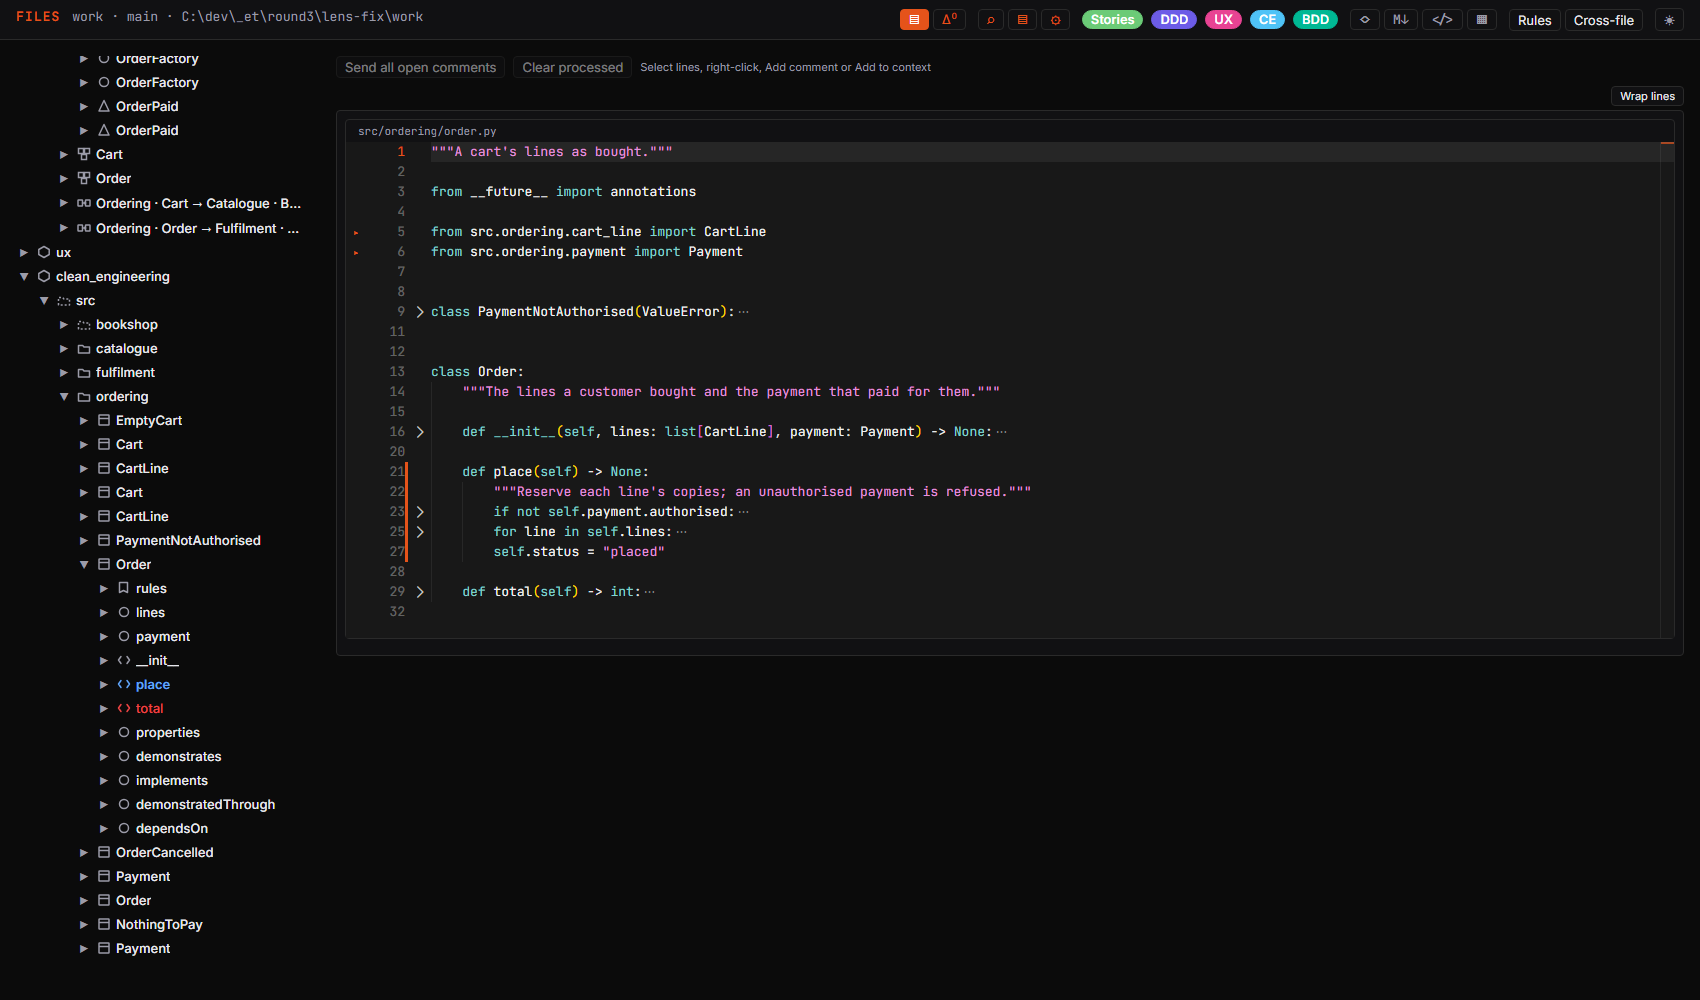 FILES work · main · C:\dev\_et\round3\lens-fix\work
Δ0 Stories DDD UX CE BDD M↓ </> Rules Cross-file
OrderFactory
OrderFactory
OrderPaid
OrderPaid
Cart
Order
Ordering · Cart → Catalogue · B...
Ordering · Order → Fulfilment · ...
ux
clean_engineering
src
bookshop
catalogue
fulfilment
ordering
EmptyCart
Cart
CartLine
Cart
CartLine
PaymentNotAuthorised
Order
rules
lines
payment
__init__
place
total
properties
demonstrates
implements
demonstratedThrough
dependsOn
OrderCancelled
Payment
Order
NothingToPay
Payment
Send all open comments Clear processed Select lines, right-click, Add comment or Add to context
Wrap lines
src/ordering/order.py
1 """A cart's lines as bought."""
2
3 from __future__ import annotations
4
5 from src.ordering.cart_line import CartLine
6 from src.ordering.payment import Payment
7
8
9 class PaymentNotAuthorised(ValueError):···
11
12
13 class Order:
14 """The lines a customer bought and the payment that paid for them."""
15
16 def __init__(self, lines: list[CartLine], payment: Payment) -> None:···
20
21 def place(self) -> None:
22 """Reserve each line's copies; an unauthorised payment is refused."""
23 if not self.payment.authorised:···
25 for line in self.lines:···
27 self.status = "placed"
28
29 def total(self) -> int:···
32